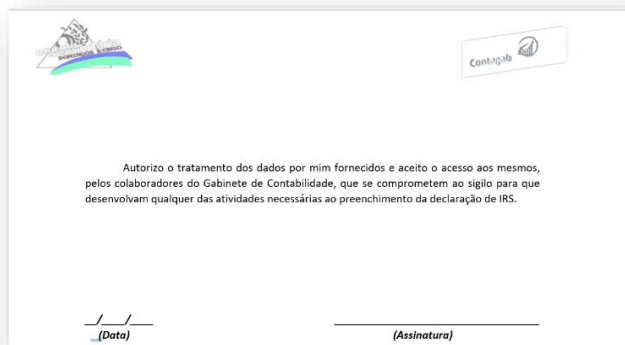 Contagab
Autorizo o tratamento dos dados por mim fornecidos e aceito o acesso aos mesmos,
pelos colaboradores do Gabinete de Contabilidade, que se comprometem ao sigilo para que
desenvolvam qualquer das atividades necessárias ao preenchimento da declaração de IRS.
__/___/___
(Data)
(Assinatura)